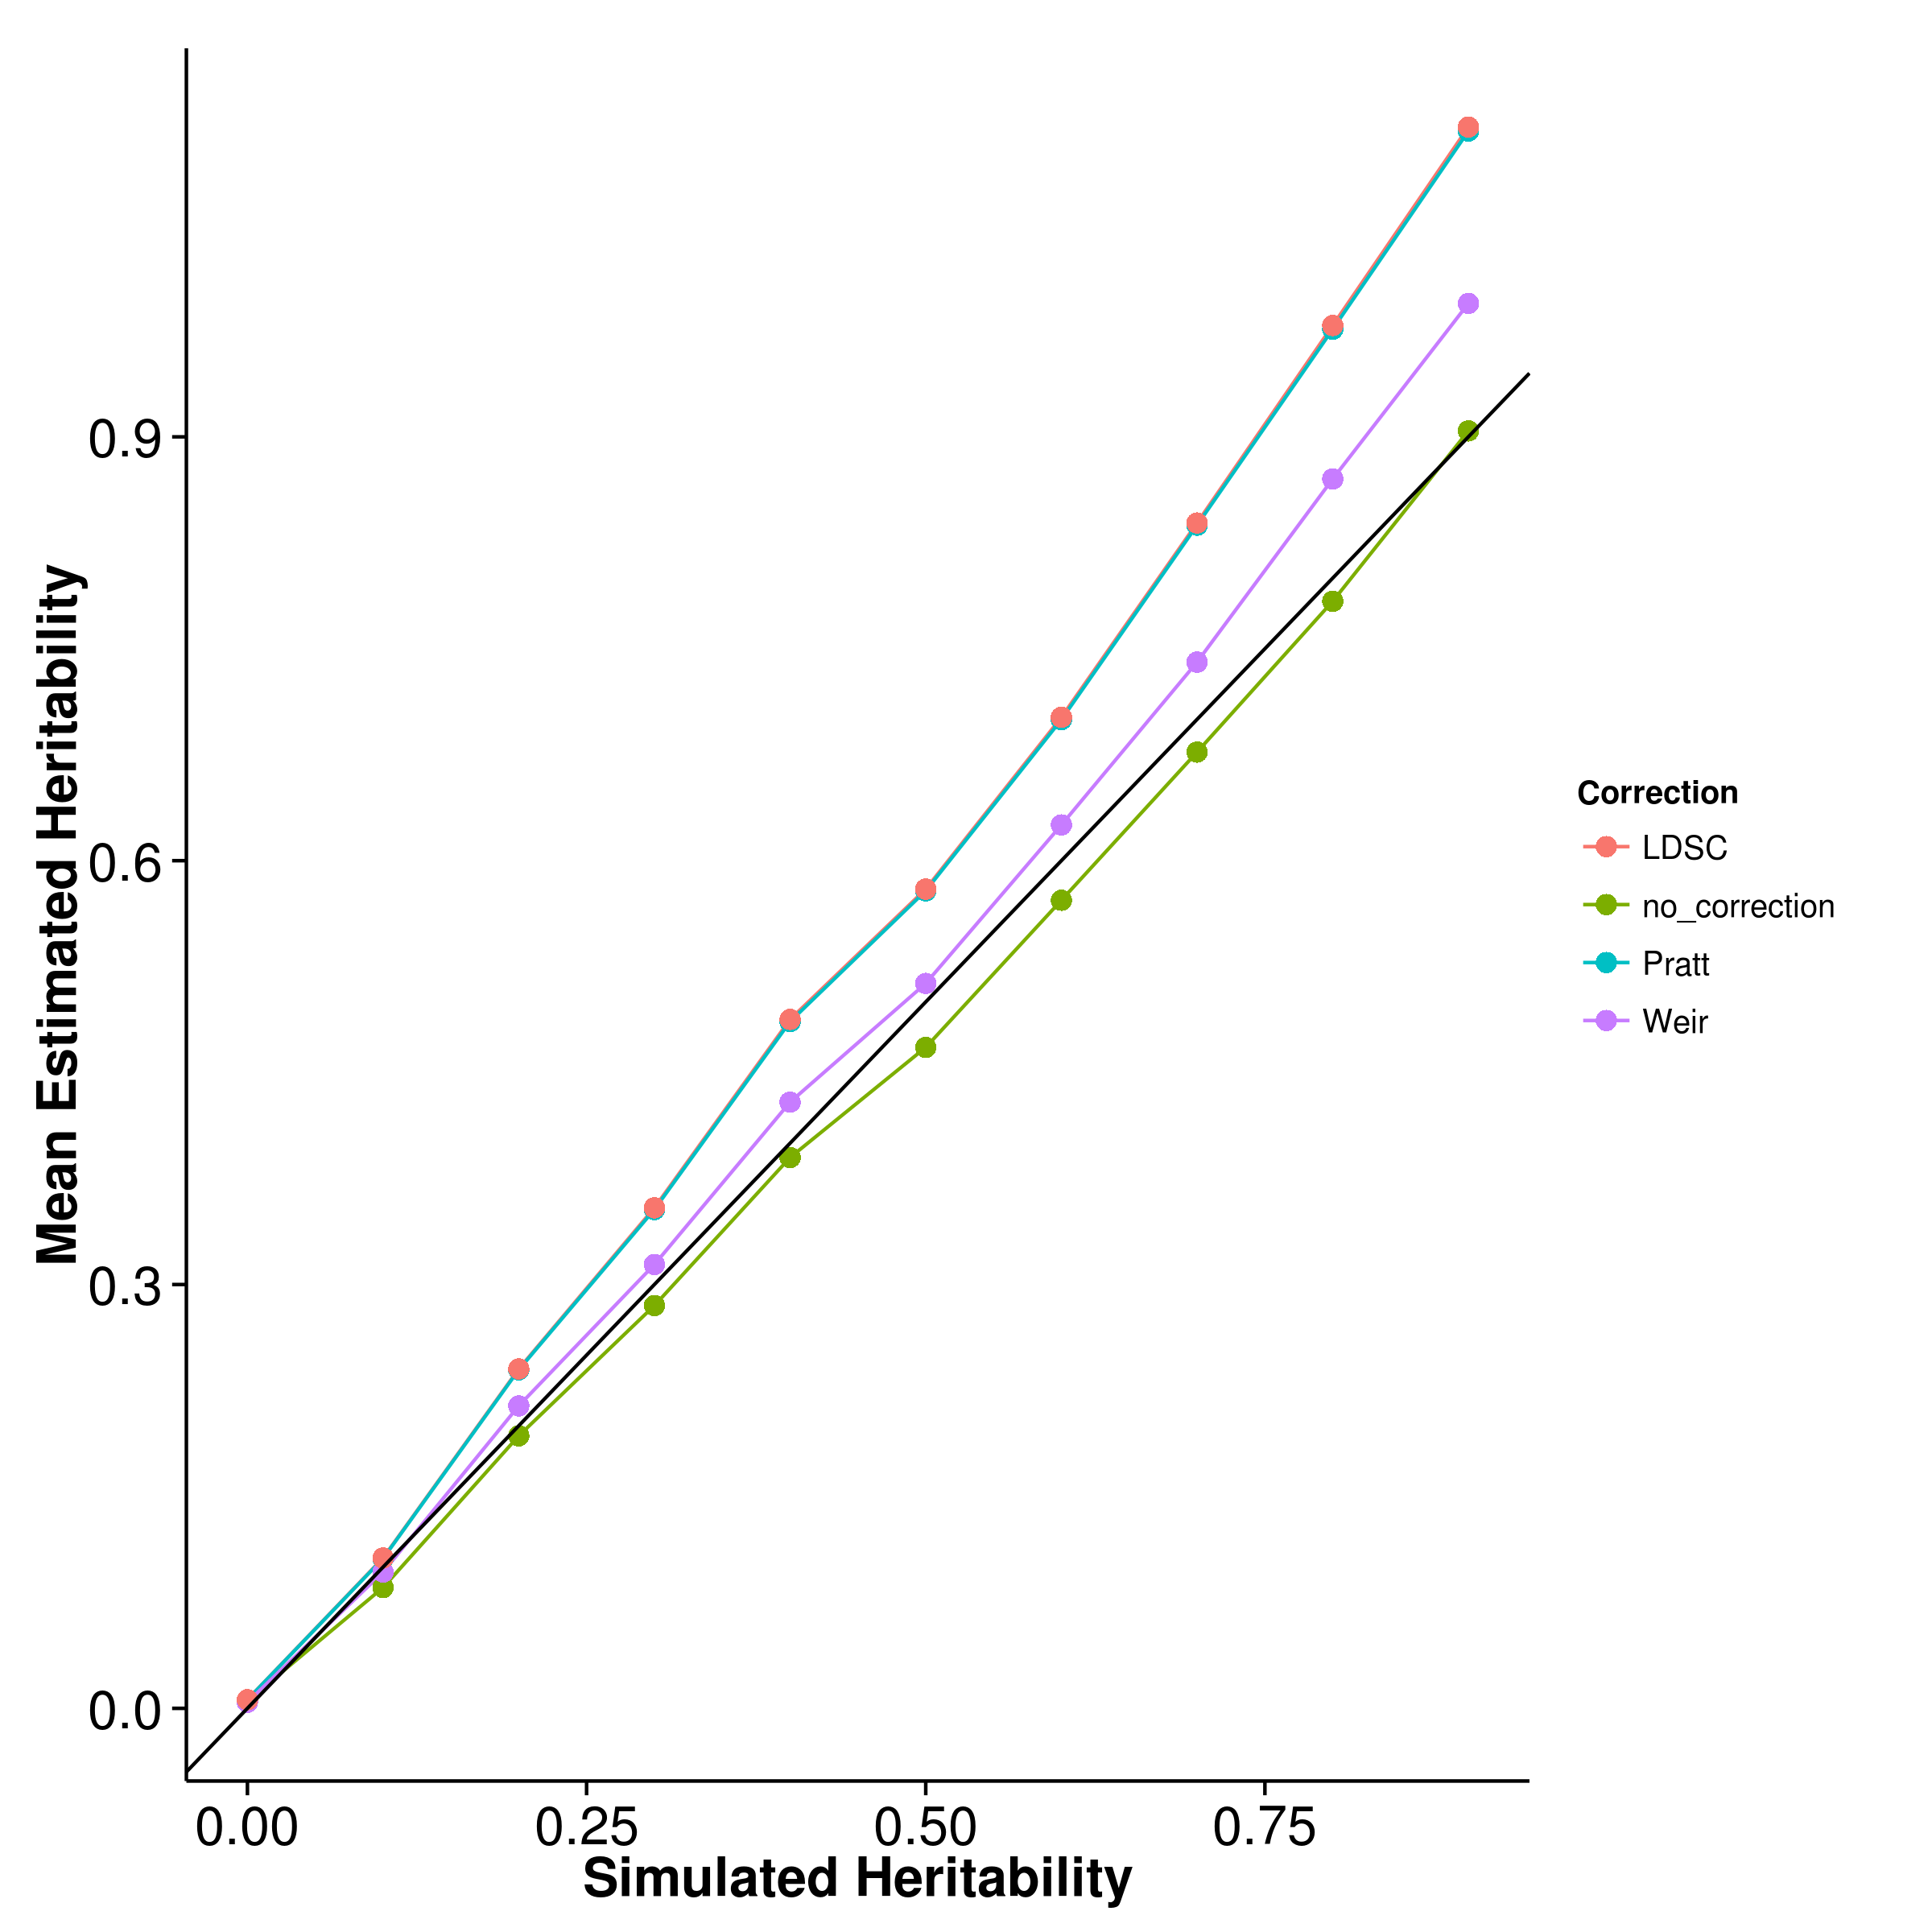 Mean Estimated Heritability
0.9
0.6
0.3
0.0
0.00 0.25 0.50 0.75
Simulated Heritability
Correction
LDSC
no_correction
Pratt
Weir